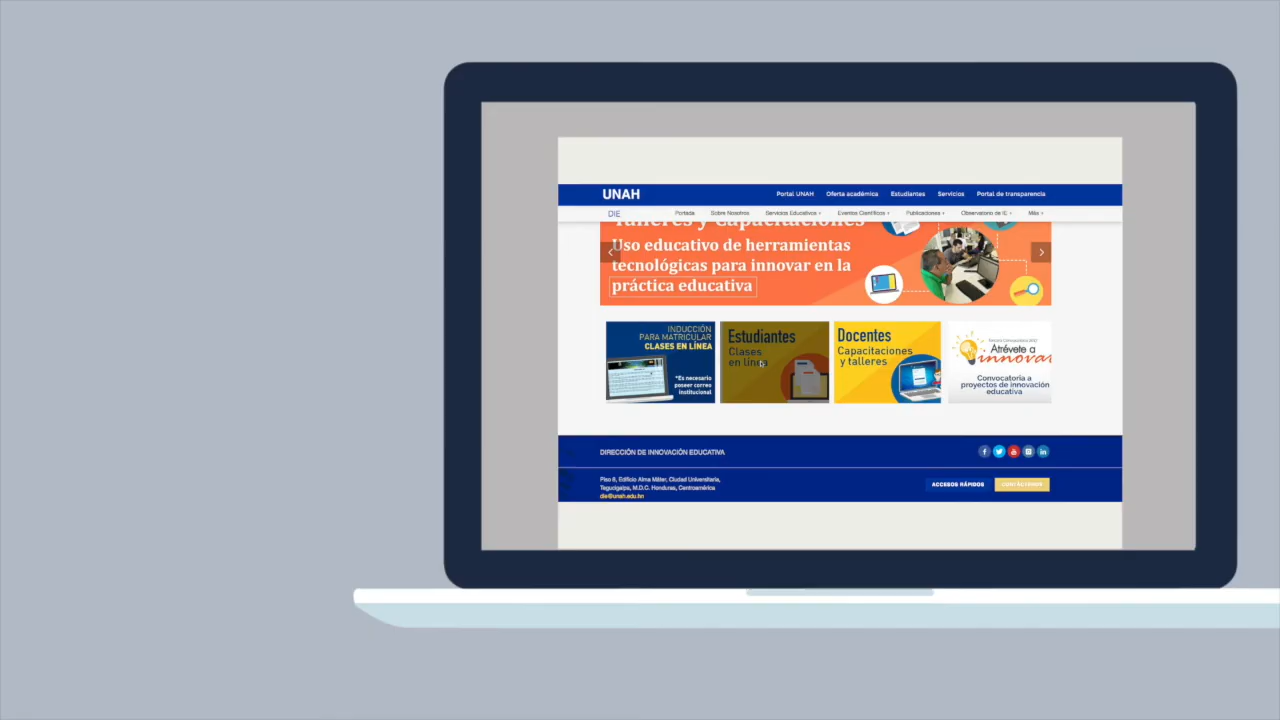 UNAH
Portal UNAH Oferta académica Estudiantes Servicios Portal de transparencia
DIE
Portada Sobre Nosotros Servicios Educativos Eventos Científicos Publicaciones Observatorio de IE Más
Talleres y Capacitaciones
Uso educativo de herramientas
tecnológicas para innovar en la
práctica educativa
INDUCCIÓN
PARA MATRICULAR
CLASES EN LÍNEA
*Es necesario
poseer correo
institucional
Estudiantes
Clases
en línea
Docentes
Capacitaciones
y talleres
Atrévete a
innovar
Convocatoria a
proyectos de innovación
educativa
DIRECCIÓN DE INNOVACIÓN EDUCATIVA
Piso 6, Edificio Alma Máter, Ciudad Universitaria,
Tegucigalpa, M.D.C. Honduras, Centroamérica
die@unah.edu.hn
ACCESOS RÁPIDOS
CONTÁCTENOS